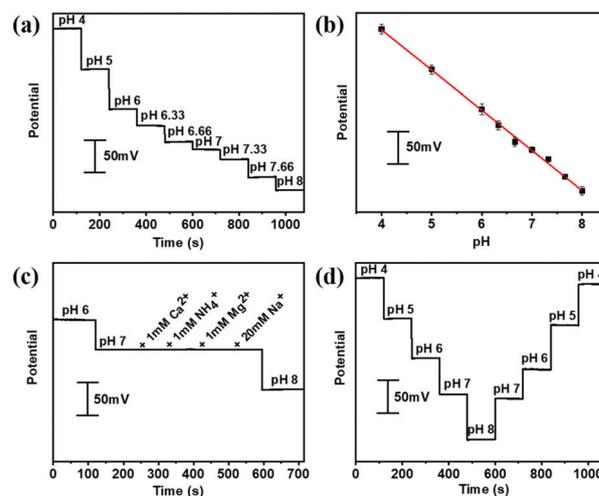 (a)
pH 4
pH 5
pH 6
pH 6.33
pH 6.66
pH 7
pH 7.33
pH 7.66
pH 8
50mV
Potential
0 200 400 600 800 1000
Time (s)
(b)
50mV
Potential
4 5 6 7 8
pH
(c)
pH 6
pH 7
× 1mM Ca2+
× 1mM NH4+
× 1mM Mg2+
× 20mM Na+
pH 8
50mV
Potential
0 100 200 300 400 500 600 700
Time (s)
(d)
pH 4
pH 5
pH 6
pH 7
pH 8
pH 7
pH 6
pH 5
pH 4
50mV
Potential
0 200 400 600 800 1000
Time (s)